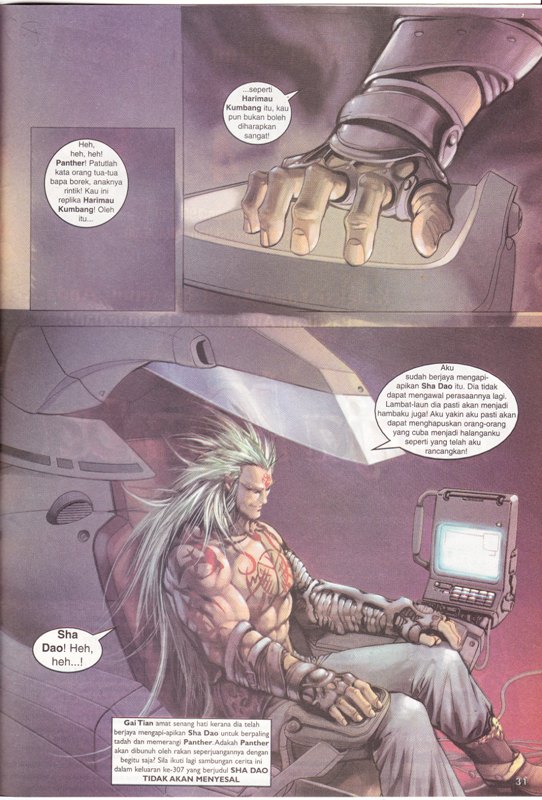 Heh,
heh, heh!
Panther! Patutlah
kata orang tua-tua
bapa borek, anaknya
rintik! Kau ini
replika Harimau
Kumbang! Oleh
itu...
...seperti
Harimau
Kumbang itu, kau
pun bukan boleh
diharapkan
sangat!
Aku
sudah berjaya mengapi-
apikan Sha Dao itu. Dia tidak
dapat mengawal perasaannya lagi.
Lambat-laun dia pasti akan menjadi
hambaku juga! Aku yakin aku pasti akan
dapat menghapuskan orang-orang
yang cuba menjadi halanganku
seperti yang telah aku
rancangkan!
Sha
Dao! Heh,
heh...!
Gai Tian amat senang hati kerana dia telah
berjaya mengapi-apikan Sha Dao untuk berpaling
tadah dan memerangi Panther. Adakah Panther
akan dibunuh oleh rakan seperjuangannya dengan
begitu saja? Sila ikuti lagi sambungan cerita ini
dalam keluaran ke-307 yang berjudul SHA DAO
TIDAK AKAN MENYESAL
31